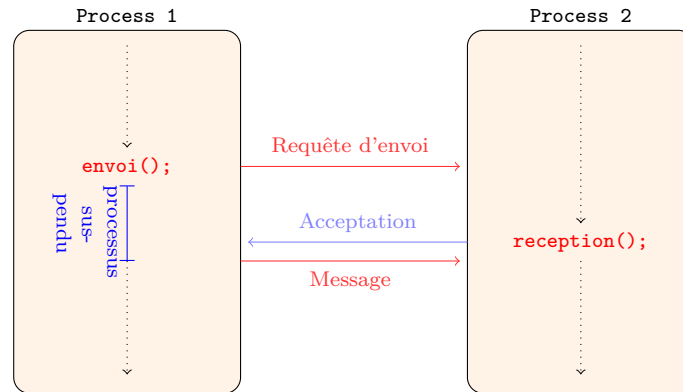 Process 1
Process 2
envoi();
Requête d'envoi
processus
sus-
pendu
Acceptation
reception();
Message